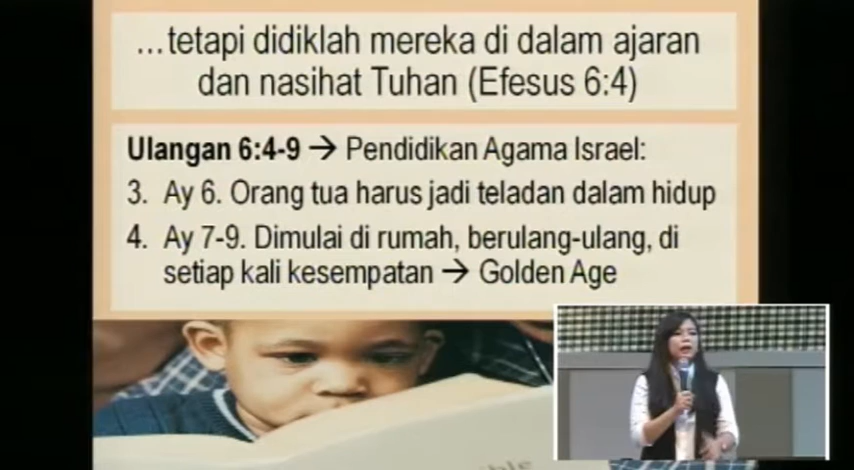 ...tetapi didiklah mereka di dalam ajaran
dan nasihat Tuhan (Efesus 6:4)
Ulangan 6:4-9 → Pendidikan Agama Israel:
3. Ay 6. Orang tua harus jadi teladan dalam hidup
4. Ay 7-9. Dimulai di rumah, berulang-ulang, di
setiap kali kesempatan → Golden Age